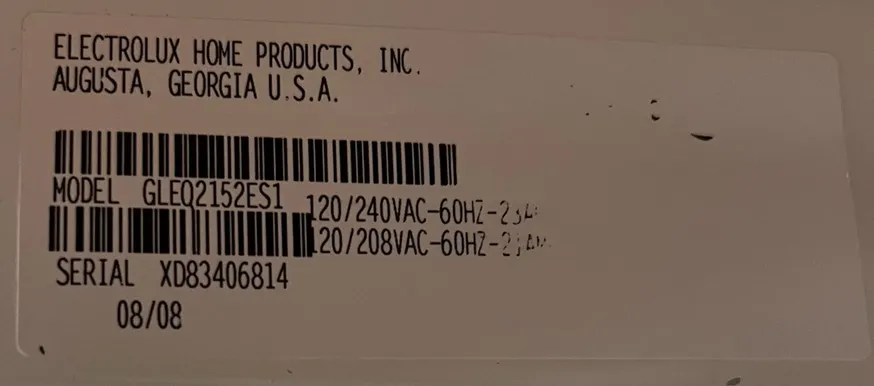 ELECTROLUX HOME PRODUCTS, INC.
AUGUSTA, GEORGIA U.S.A.
MODEL GLEQ2152ES1
120/240VAC-60HZ-
120/208VAC-60HZ-
SERIAL XD83406814
08/08